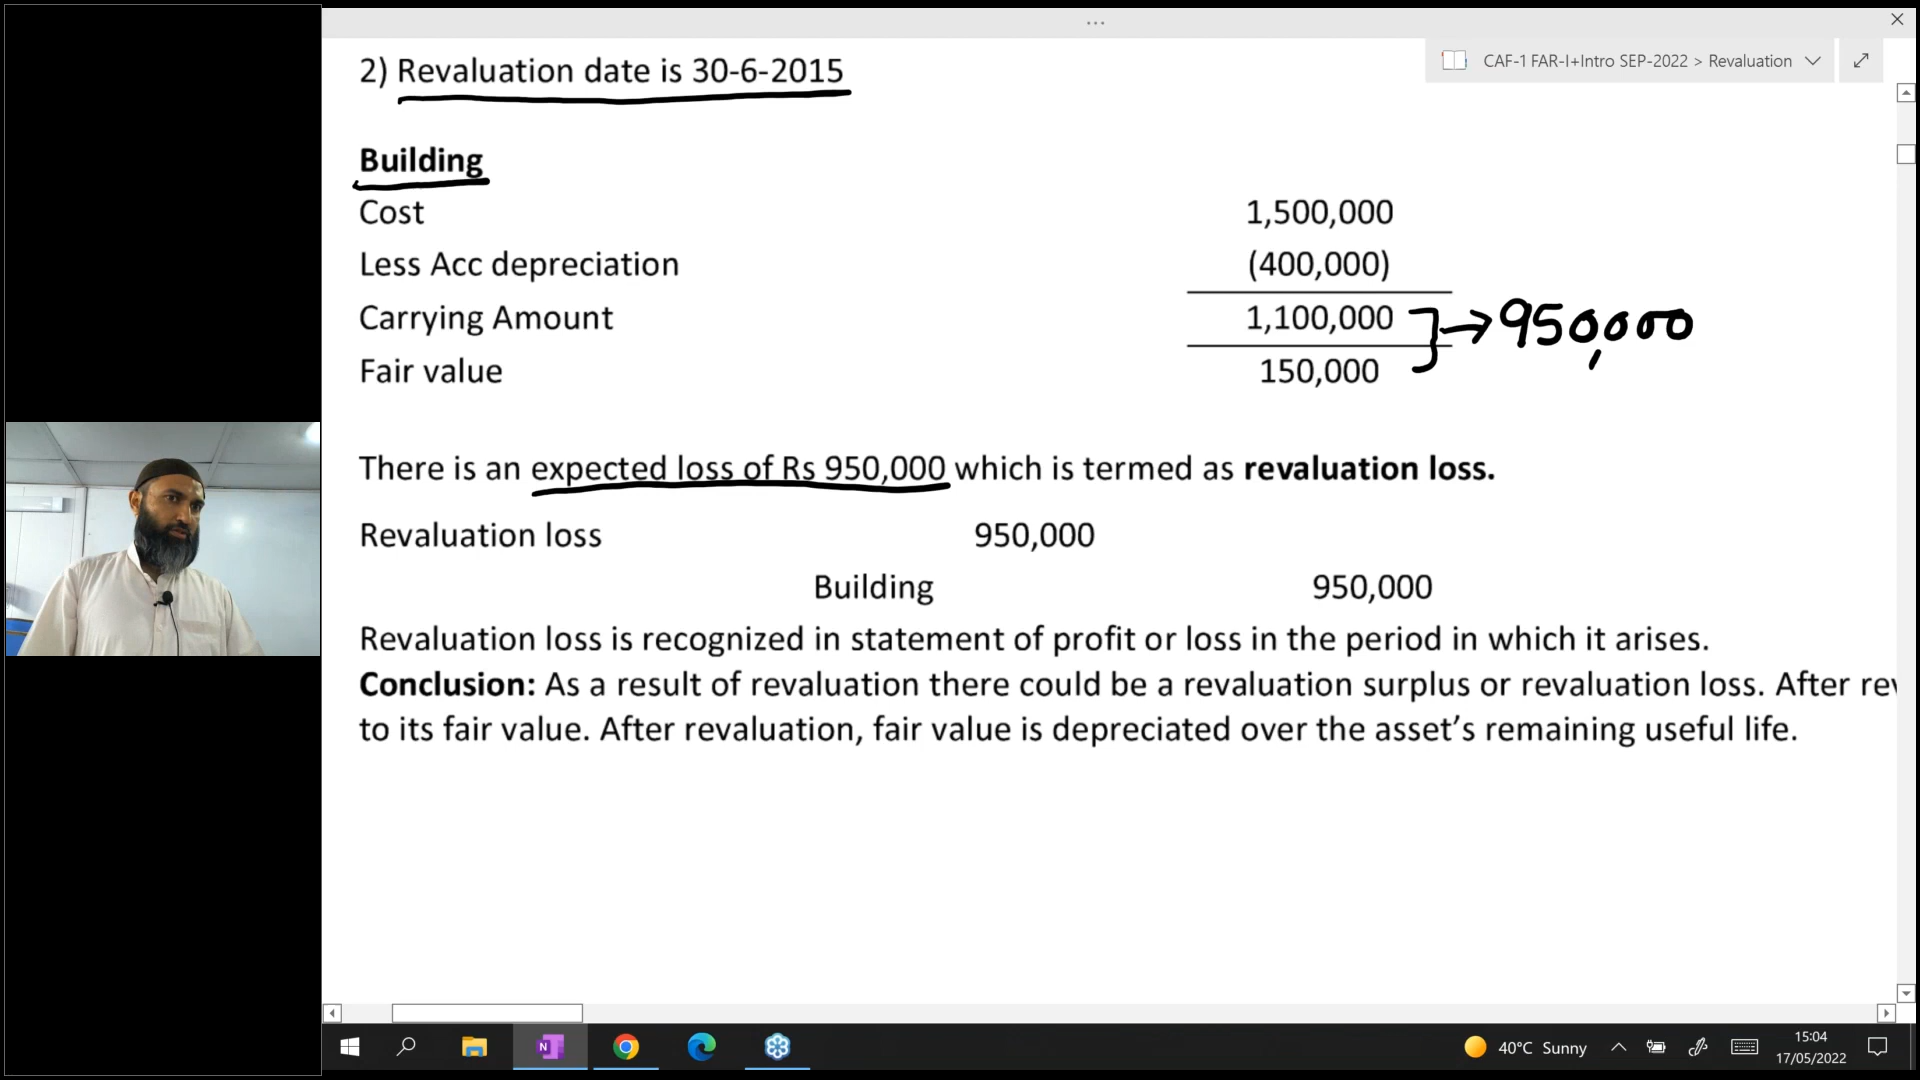 ...
CAF-1 FAR-I+Intro SEP-2022 > Revaluation
2) Revaluation date is 30-6-2015
Building
Cost 1,500,000
Less Acc depreciation (400,000)
Carrying Amount 1,100,000 →950,000
Fair value 150,000
There is an expected loss of Rs 950,000 which is termed as revaluation loss.
Revaluation loss 950,000
Building 950,000
Revaluation loss is recognized in statement of profit or loss in the period in which it arises.
Conclusion: As a result of revaluation there could be a revaluation surplus or revaluation loss. After rev
to its fair value. After revaluation, fair value is depreciated over the asset’s remaining useful life.
N
40°C Sunny
15:04
17/05/2022